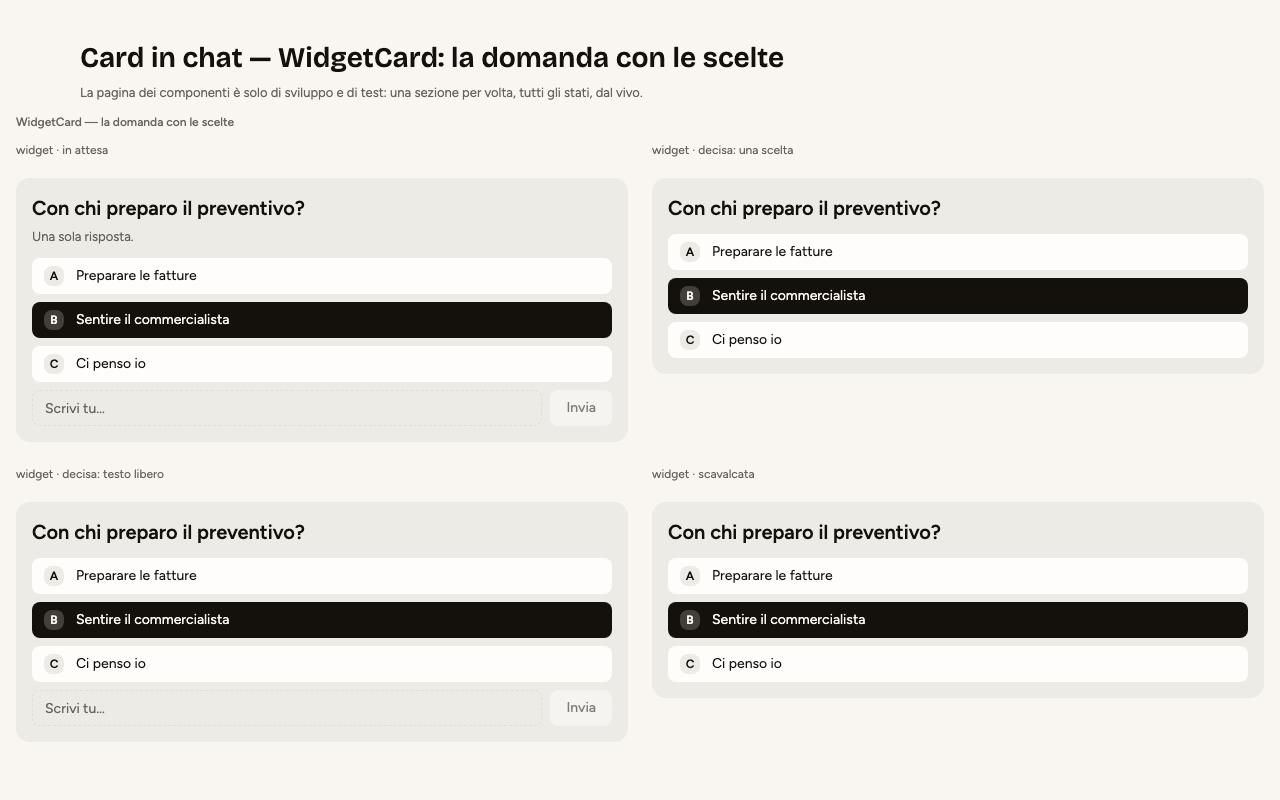 Card in chat — WidgetCard: la domanda con le scelte
La pagina dei componenti è solo di sviluppo e di test: una sezione per volta, tutti gli stati, dal vivo.
WidgetCard — la domanda con le scelte
widget · in attesa
Con chi preparo il preventivo?
Una sola risposta.
A Preparare le fatture
B Sentire il commercialista
C Ci penso io
Scrivi tu... Invia
widget · decisa: una scelta
Con chi preparo il preventivo?
A Preparare le fatture
B Sentire il commercialista
C Ci penso io
widget · decisa: testo libero
Con chi preparo il preventivo?
A Preparare le fatture
B Sentire il commercialista
C Ci penso io
Scrivi tu... Invia
widget · scavalcata
Con chi preparo il preventivo?
A Preparare le fatture
B Sentire il commercialista
C Ci penso io